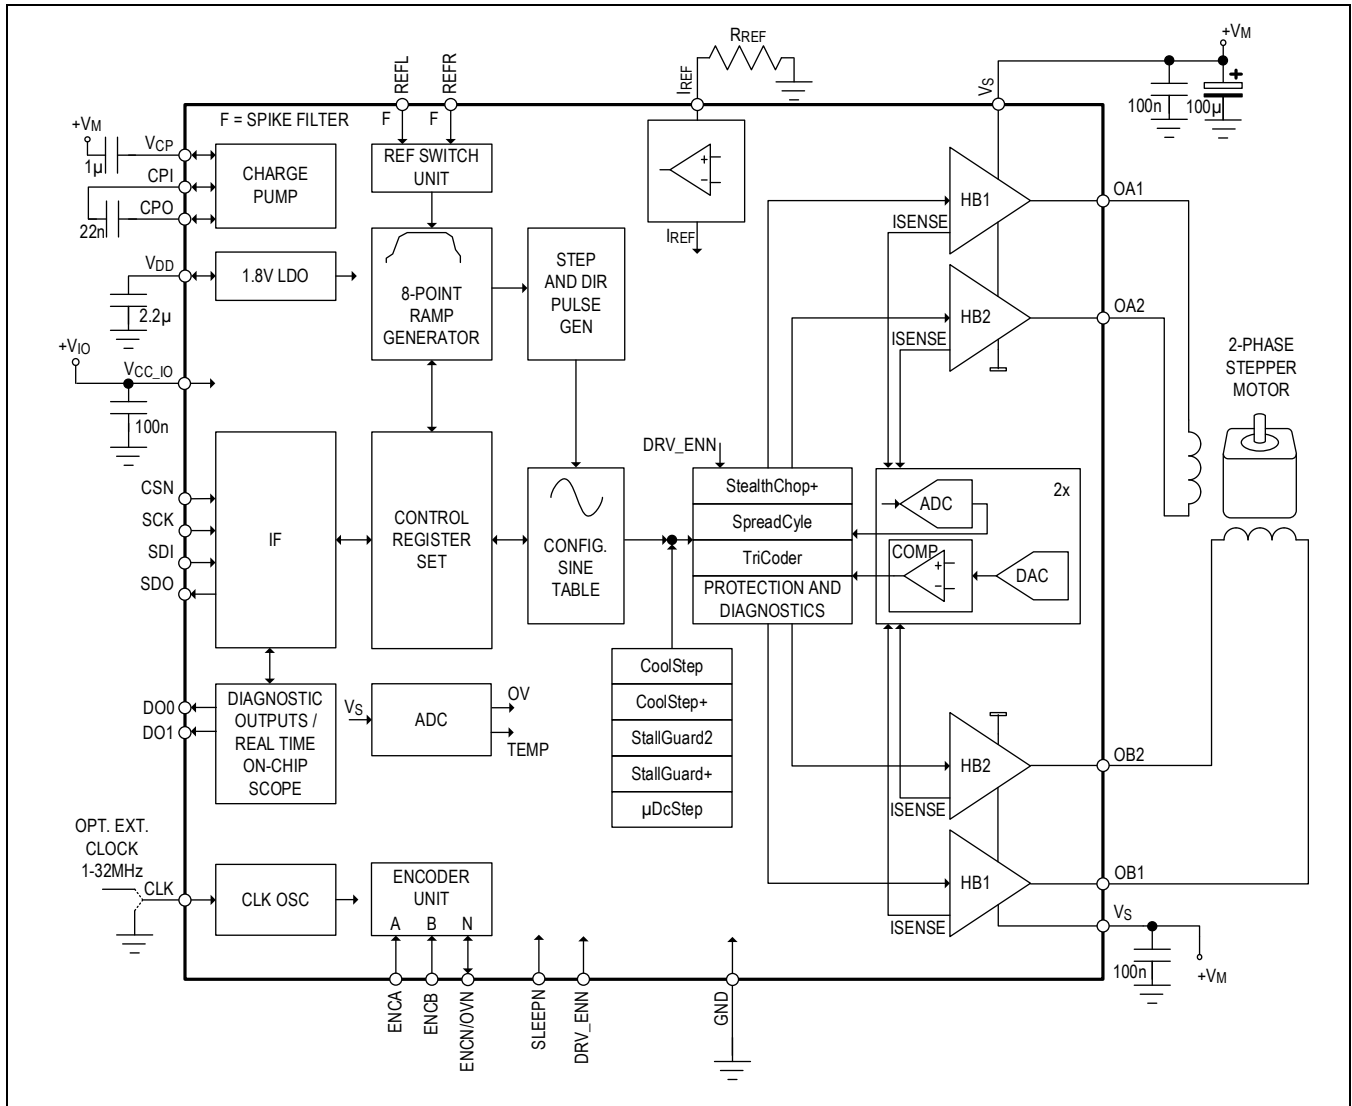 +VM
RREF
REFL
REFR
IREF
VS
100n
100µ
F = SPIKE FILTER
F
F
+VM
1µ
VCP
CPI
CPO
22n
CHARGE
PUMP
REF SWITCH
UNIT
+
−
IREF
HB1
OA1
ISENSE
VDD
2.2µ
1.8V LDO
8-POINT
RAMP
GENERATOR
STEP
AND DIR
PULSE
GEN
HB2
OA2
ISENSE
+VIO
VCC_IO
100n
2-PHASE
STEPPER
MOTOR
DRV_ENN
CSN
SCK
SDI
SDO
IF
CONTROL
REGISTER
SET
CONFIG.
SINE
TABLE
StealthChop+
SpreadCyle
TriCoder
PROTECTION AND
DIAGNOSTICS
2x
ADC
COMP
+
−
DAC
CoolStep
CoolStep+
StallGuard2
StallGuard+
µDcStep
DO0
DO1
DIAGNOSTIC
OUTPUTS /
REAL TIME
ON-CHIP
SCOPE
VS
ADC
OV
TEMP
HB2
OB2
ISENSE
OPT. EXT.
CLOCK
1-32MHz
CLK
CLK OSC
ENCODER
UNIT
A B N
HB1
OB1
ISENSE
VS
100n
+VM
ENCA
ENCB
ENCN/OVN
SLEEPN
DRV_ENN
GND